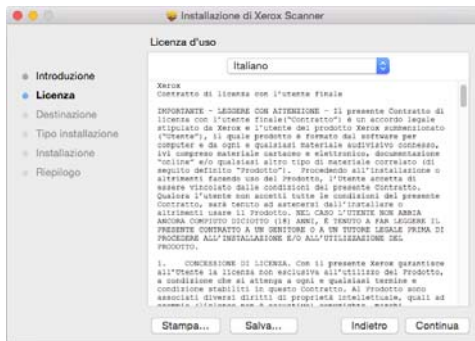 Installazione di Xerox Scanner
Licenza d'uso
Italiano
Introduzione
Licenza
Destinazione
Tipo installazione
Installazione
Riepilogo
Xerox
Contratto di licenza con l'utente finale
IMPORTANTE - LEGGERE CON ATTENZIONE - Il presente Contratto di
licenza con l'utente finale("Contratto") è un accordo legale
stipulato da Xerox e l'utente del prodotto Xerox summenzionato
("Utente"), il quale prodotto è formato dal software per
computer e da ogni e qualsiasi materiale audiovisivo connesso,
ivi compreso materiale cartaceo e elettronico, documentazione
"online" e/o qualsiasi altro tipo di materiale correlato (di
seguito definito "Prodotto"). Procedendo all'installazione o
altrimenti facendo uso del Prodotto, l'Utente accetta di
essere vincolato dalle condizioni del presente Contratto.
Qualora l'utente non accetti tutte le condizioni del presente
Contratto, sarà tenuto ad astenersi dall'installare o
altrimenti usare il Prodotto. NEL CASO L'UTENTE NON ABBIA
ANCORA COMPIUTO DICIOTTO (18) ANNI, È TENUTO A FAR LEGGERE IL
PRESENTE CONTRATTO A UN GENITORE O A UN TUTORE LEGALE PRIMA DI
PROCEDERE ALL'INSTALLAZIONE E/O ALL'UTILIZZAZIONE DEL
PRODOTTO.
1. CONCESSIONE DI LICENZA. Con il presente Xerox garantisce
all'Utente la licenza non esclusiva all'utilizzo del Prodotto,
a condizione che si attenga a ogni e qualsiasi termine e
condizione stabiliti in questo Contratto. Al Prodotto sono
associati diversi diritti di proprietà intellettuale, quali ad
Stampa...
Salva...
Indietro
Continua